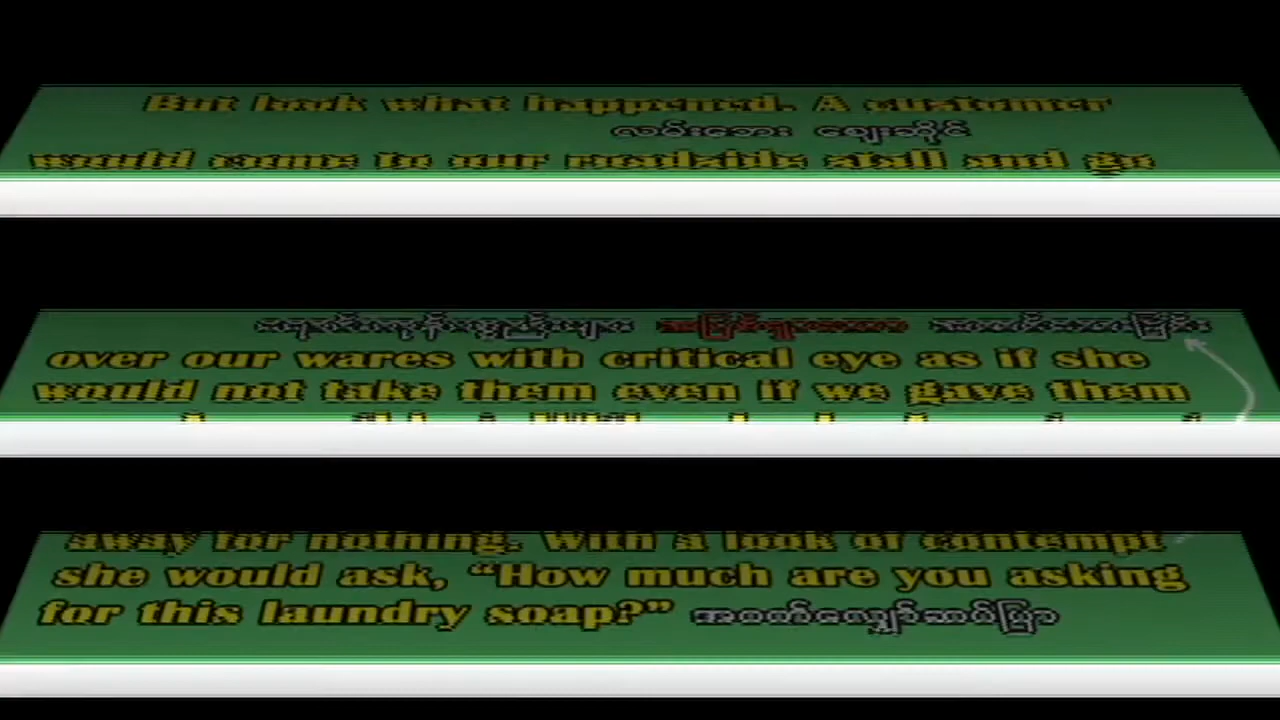 But look what happened. A customer
လမ်းဘေး ဈေးဆိုင်
would come to our roadside stall and go
over our wares with critical eye as if she
would not take them even if we gave them
away for nothing. With a look of contempt
she would ask, “How much are you asking
for this laundry soap?” အဝတ်လျှော်ဆပ်ပြာ